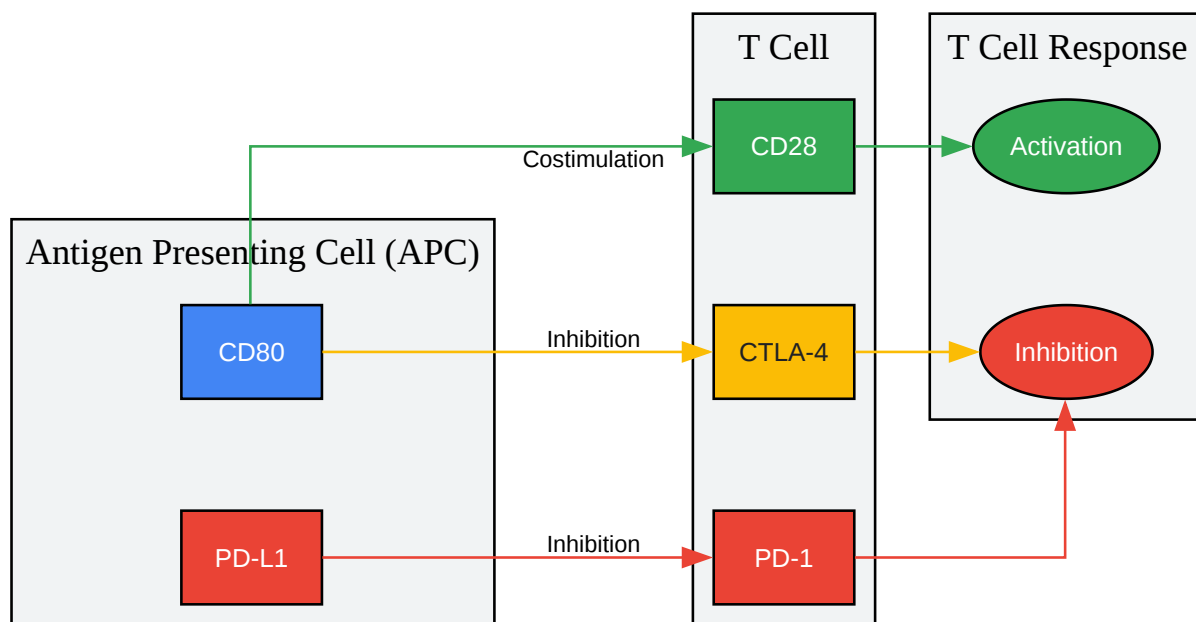 T Cell
T Cell Response
CD28
Activation
Costimulation
Antigen Presenting Cell (APC)
CD80
Inhibition
CTLA-4
Inhibition
PD-L1
Inhibition
PD-1